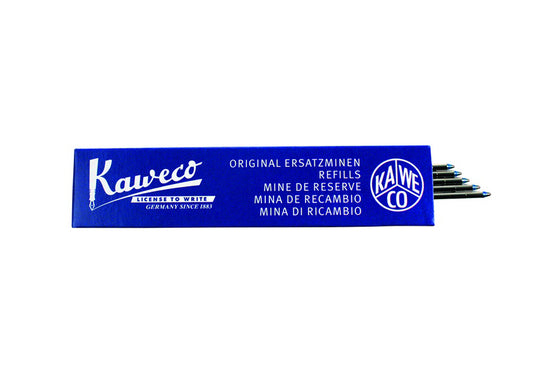 Kaweco
LICENSE TO WRITE
GERMANY SINCE 1883
ORIGINAL ERSATZMINEN
REFILLS
MINE DE RESERVE
MINA DE RECAMBIO
MINA DI RICAMBIO
KA WE
CO